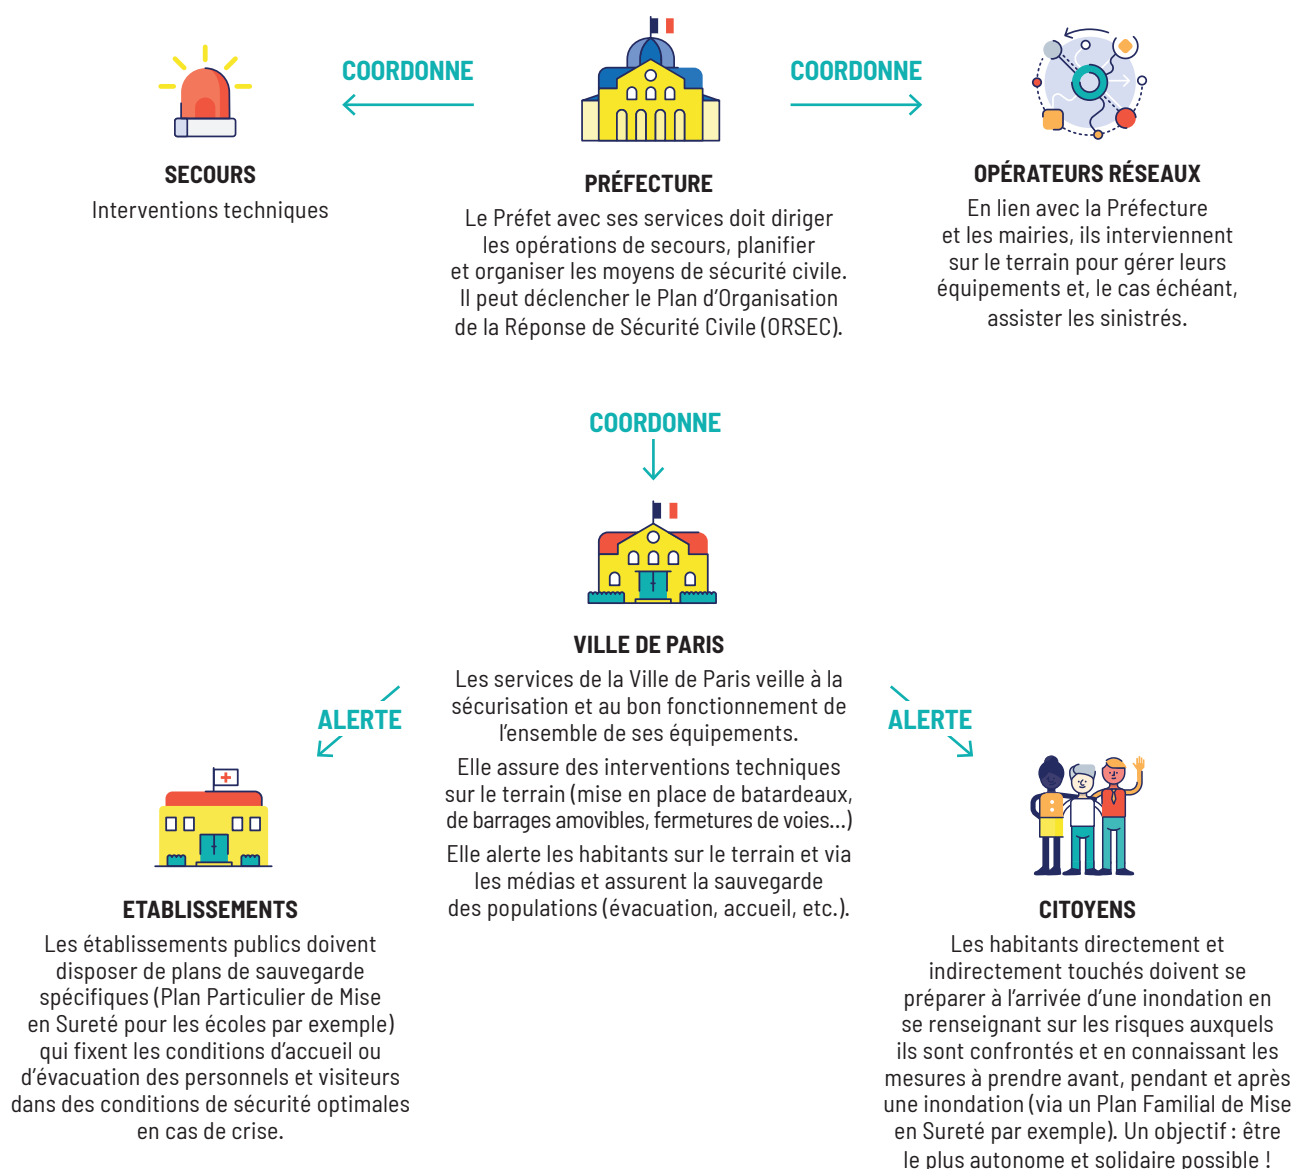 COORDONNE
COORDONNE
SECOURS
Interventions techniques
PRÉFECTURE
Le Préfet avec ses services doit diriger
les opérations de secours, planifier
et organiser les moyens de sécurité civile.
Il peut déclencher le Plan d’Organisation
de la Réponse de Sécurité Civile (ORSEC).
OPÉRATEURS RÉSEAUX
En lien avec la Préfecture
et les mairies, ils interviennent
sur le terrain pour gérer leurs
équipements et, le cas échéant,
assister les sinistrés.
COORDONNE
VILLE DE PARIS
Les services de la Ville de Paris veille à la
sécurisation et au bon fonctionnement de
l’ensemble de ses équipements.
Elle assure des interventions techniques
sur le terrain (mise en place de batardeaux,
de barrages amovibles, fermetures de voies...)
Elle alerte les habitants sur le terrain et via
les médias et assurent la sauvegarde
des populations (évacuation, accueil, etc.).
ALERTE
ALERTE
ETABLISSEMENTS
Les établissements publics doivent
disposer de plans de sauvegarde
spécifiques (Plan Particulier de Mise
en Sureté pour les écoles par exemple)
qui fixent les conditions d’accueil ou
d’évacuation des personnels et visiteurs
dans des conditions de sécurité optimales
en cas de crise.
CITOYENS
Les habitants directement et
indirectement touchés doivent se
préparer à l’arrivée d’une inondation en
se renseignant sur les risques auxquels
ils sont confrontés et en connaissant les
mesures à prendre avant, pendant et après
une inondation (via un Plan Familial de Mise
en Sureté par exemple). Un objectif : être
le plus autonome et solidaire possible !